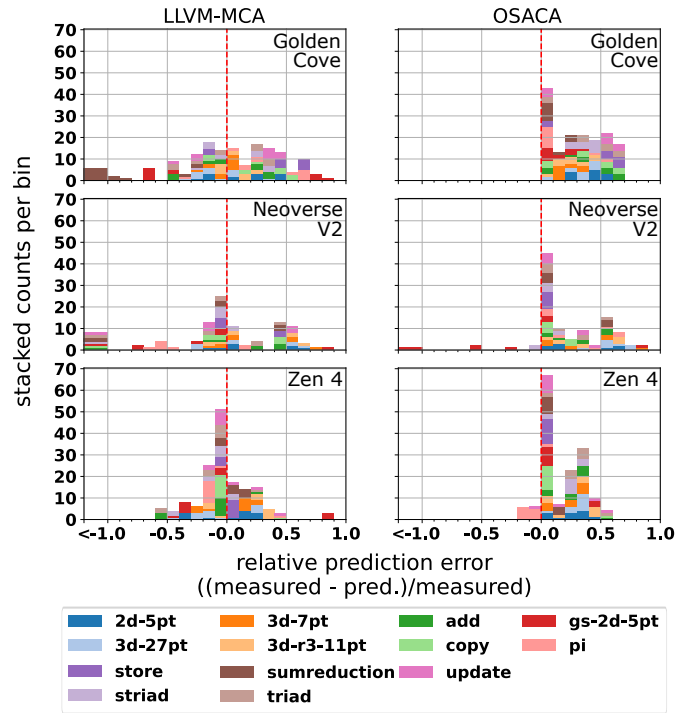 LLVM-MCA OSACA
70 Golden Golden
60 Cove Cove
50
40
30
20
10
0
70 Neoverse Neoverse
60 V2 V2
50
40
30
20
10
0
70 Zen 4 Zen 4
60
50
40
30
20
10
0
stacked counts per bin
<-1.0 -0.5 0.0 0.5 1.0 <-1.0 -0.5 0.0 0.5 1.0
relative prediction error
((measured - pred.)/measured)
2d-5pt 3d-7pt add gs-2d-5pt
3d-27pt 3d-r3-11pt copy pi
store sumreduction update
striad triad